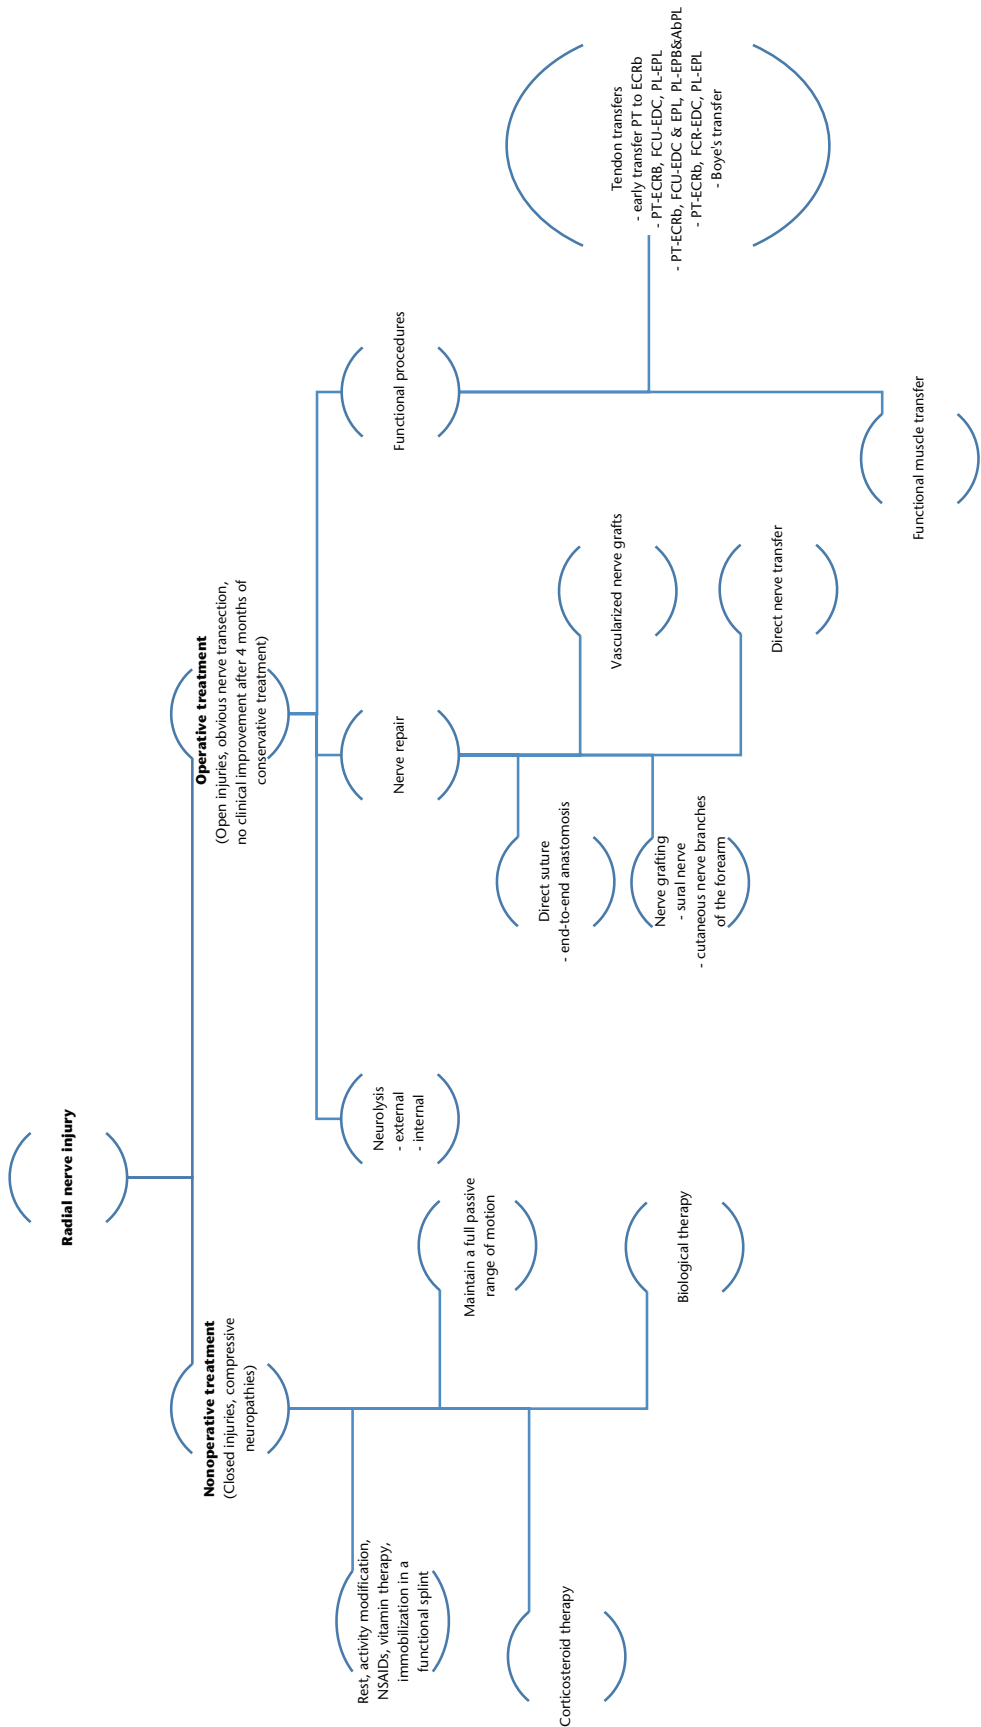 Radial nerve injury
Nonoperative treatment
(Closed injuries, compressive
neuropathies)
Rest, activity modification,
NSAIDs, vitamin therapy,
immobilization in a
functional splint
Maintain a full passive
range of motion
Corticosteroid therapy
Biological therapy
Operative treatment
(Open injuries, obvious nerve transection,
no clinical improvement after 4 months of
conservative treatment)
Neurolysis
- external
- internal
Nerve repair
Direct suture
- end-to-end anastomosis
Vascularized nerve grafts
Nerve grafting
- sural nerve
- cutaneous nerve branches
of the forearm
Direct nerve transfer
Functional procedures
Tendon transfers
- early transfer PT to ECRb
- PT-ECRB, FCU-EDC, PL-EPL
- PT-ECRb, FCU-EDC & EPL, PL-EPB&AbPL
- PT-ECRb, FCR-EDC, PL-EPL
- Boye's transfer
Functional muscle transfer